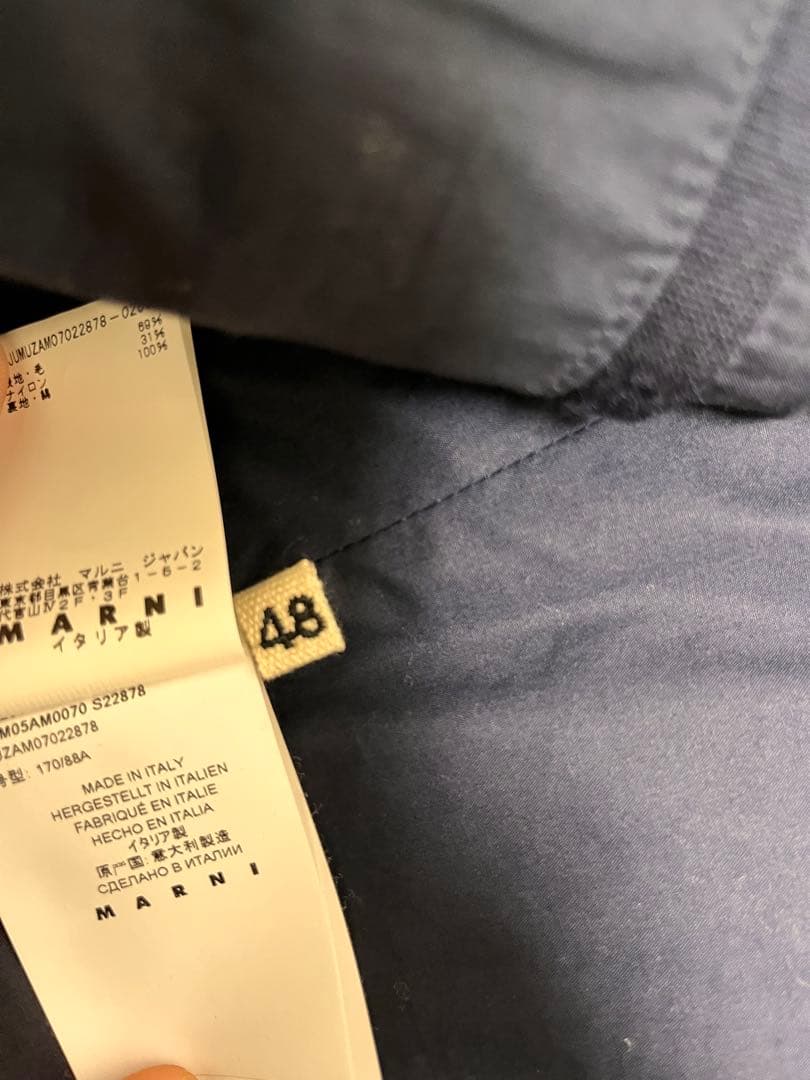 JUMUZAM07022878-020
69%
31%
100%
表地・毛
ナイロン
裏地・M
株式会社 マルニ ジャパン
東京都目黒区青葉台1-6-2
代官山Ⅳ2F・3F
MARNI
イタリア製
48
M05AM0070 S22878
UZAM07022878
号型: 170/88A
MADE IN ITALY
HERGESTELLT IN ITALIEN
FABRIQUÉ EN ITALIE
HECHO EN ITALIA
イタリア製
原产国: 意大利製造
СДЕЛАНО В ИТАЛИИ
MARNI